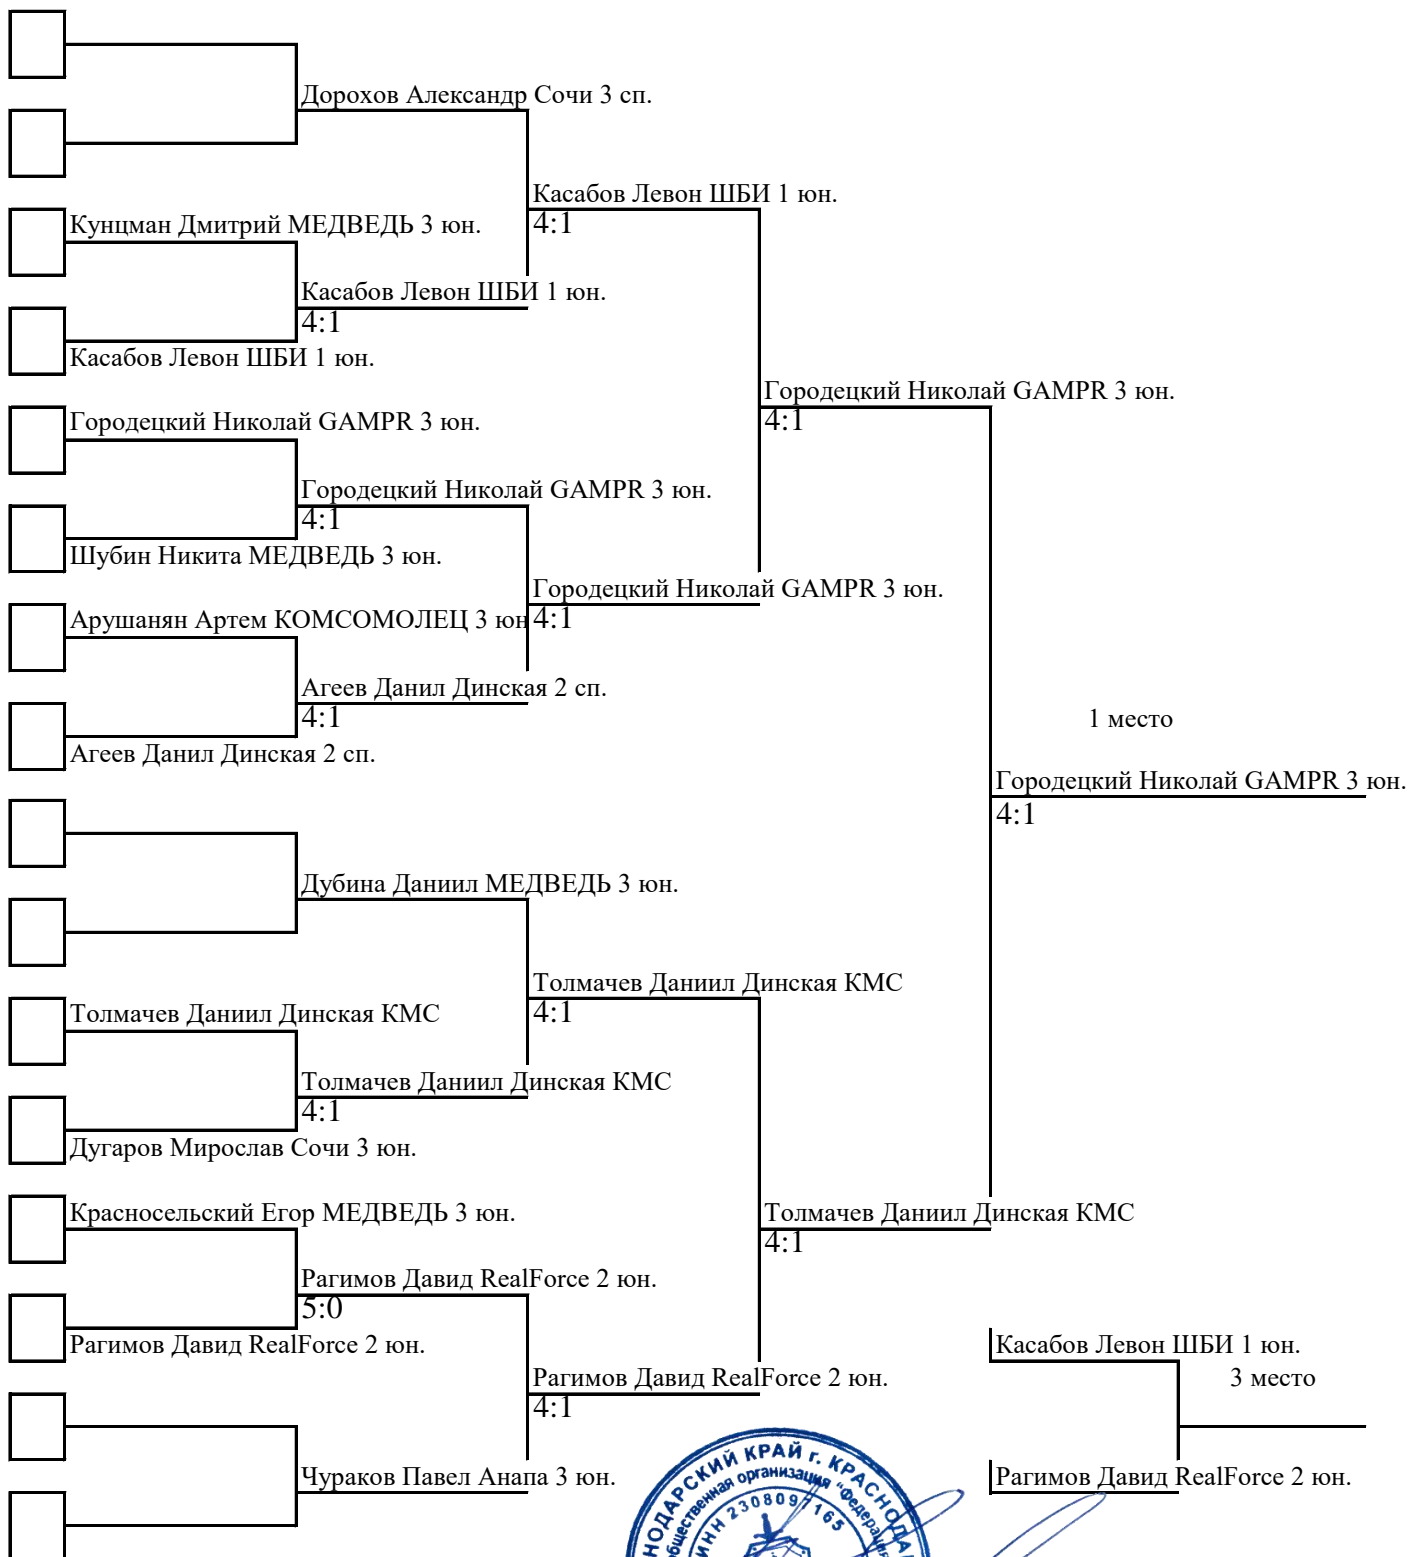 Дорохов Александр Сочи 3 сп.
Касабов Левон ШБИ 1 юн.
4:1
Кунцман Дмитрий МЕДВЕДЬ 3 юн.
Касабов Левон ШБИ 1 юн.
4:1
Касабов Левон ШБИ 1 юн.
Городецкий Николай GAMPR 3 юн.
4:1
Городецкий Николай GAMPR 3 юн.
Городецкий Николай GAMPR 3 юн.
4:1
Шубин Никита МЕДВЕДЬ 3 юн.
Городецкий Николай GAMPR 3 юн.
4:1
Арушанян Артем КОМСОМОЛЕЦ 3 юн
Агеев Данил Динская 2 сп.
4:1
Агеев Данил Динская 2 сп.
1 место
Городецкий Николай GAMPR 3 юн.
4:1
Дубина Даниил МЕДВЕДЬ 3 юн.
Толмачев Даниил Динская КМС
4:1
Толмачев Даниил Динская КМС
Толмачев Даниил Динская КМС
4:1
Дугаров Мирослав Сочи 3 юн.
Красносельский Егор МЕДВЕДЬ 3 юн.
Толмачев Даниил Динская КМС
4:1
Рагимов Давид RealForce 2 юн.
5:0
Рагимов Давид RealForce 2 юн.
Касабов Левон ШБИ 1 юн.
3 место
Рагимов Давид RealForce 2 юн.
4:1
Чураков Павел Анапа 3 юн.
Рагимов Давид RealForce 2 юн.
КРАЙ г.
организация "Федерация
ИНН 2308097165